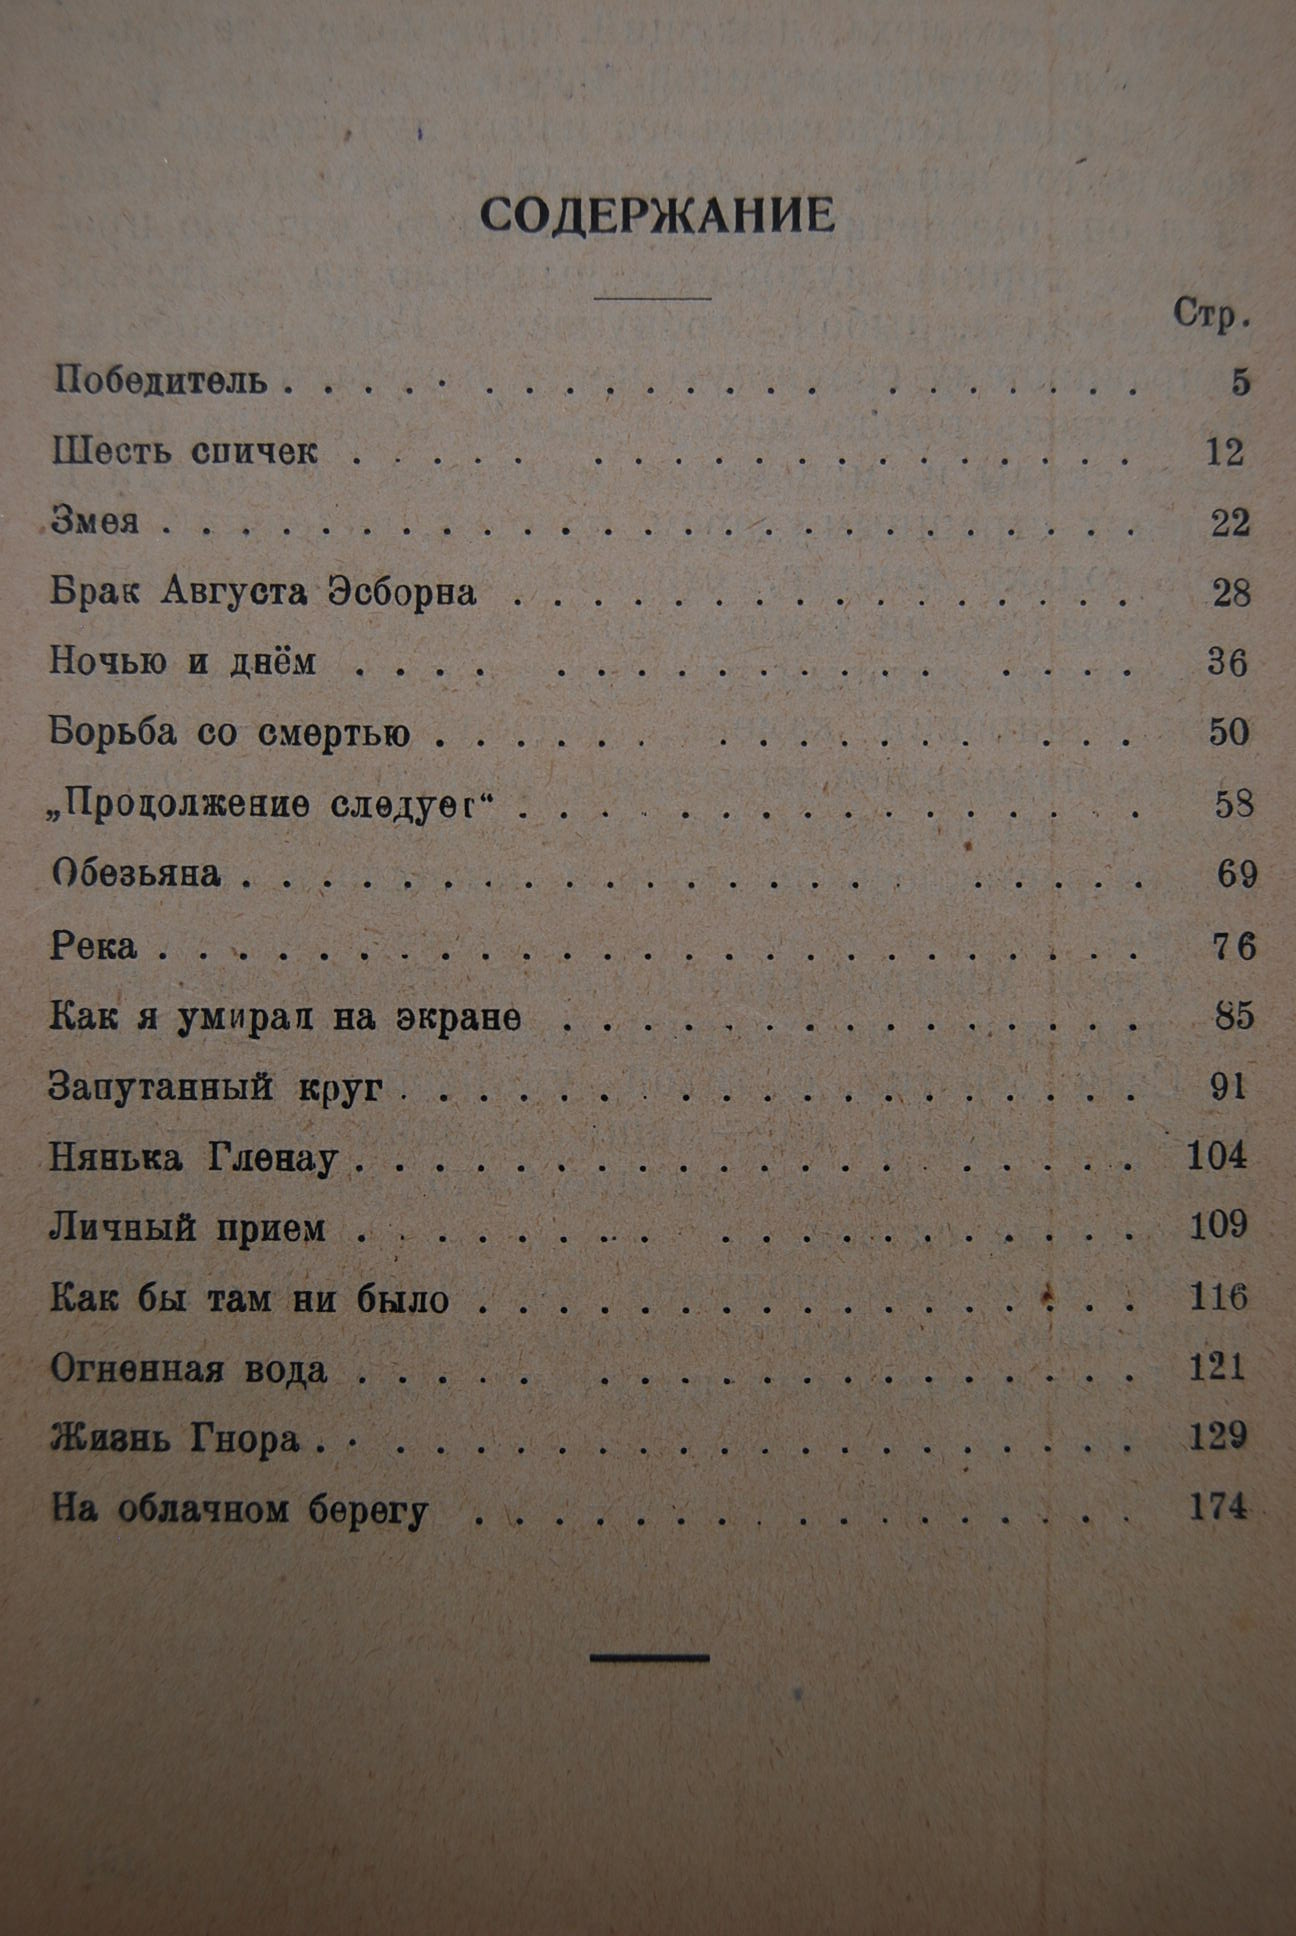 СОДЕРЖАНИЕ
Стр.
Победитель . . . . . . . . . . . . . . . . . . . . . 5
Шесть спичек . . . . . . . . . . . . . . . . . . . 12
Змея . . . . . . . . . . . . . . . . . . . . . . . . . 22
Брак Августа Эсборна . . . . . . . . . . . . . . . . 28
Ночью и днём . . . . . . . . . . . . . . . . . . 36
Борьба со смертью . . . . . . . . . . . . . . . . 50
„Продолжение следует“ . . . . . . . . . . . . . . . . 58
Обезьяна . . . . . . . . . . . . . . . . . . . . . . 69
Река . . . . . . . . . . . . . . . . . . . . . . . . . 76
Как я умирал на экране . . . . . . . . . . . . . . . 85
Запутанный круг . . . . . . . . . . . . . . . . . . . 91
Нянька Гленау . . . . . . . . . . . . . . . . . . . . 104
Личный прием . . . . . . . . . . . . . . . . . . . 109
Как бы там ни было . . . . . . . . . . . . . . . . . 116
Огненная вода . . . . . . . . . . . . . . . . . . . 121
Жизнь Гнора . . . . . . . . . . . . . . . . . . . . . 129
На облачном берегу . . . . . . . . . . . . . . . . . 174